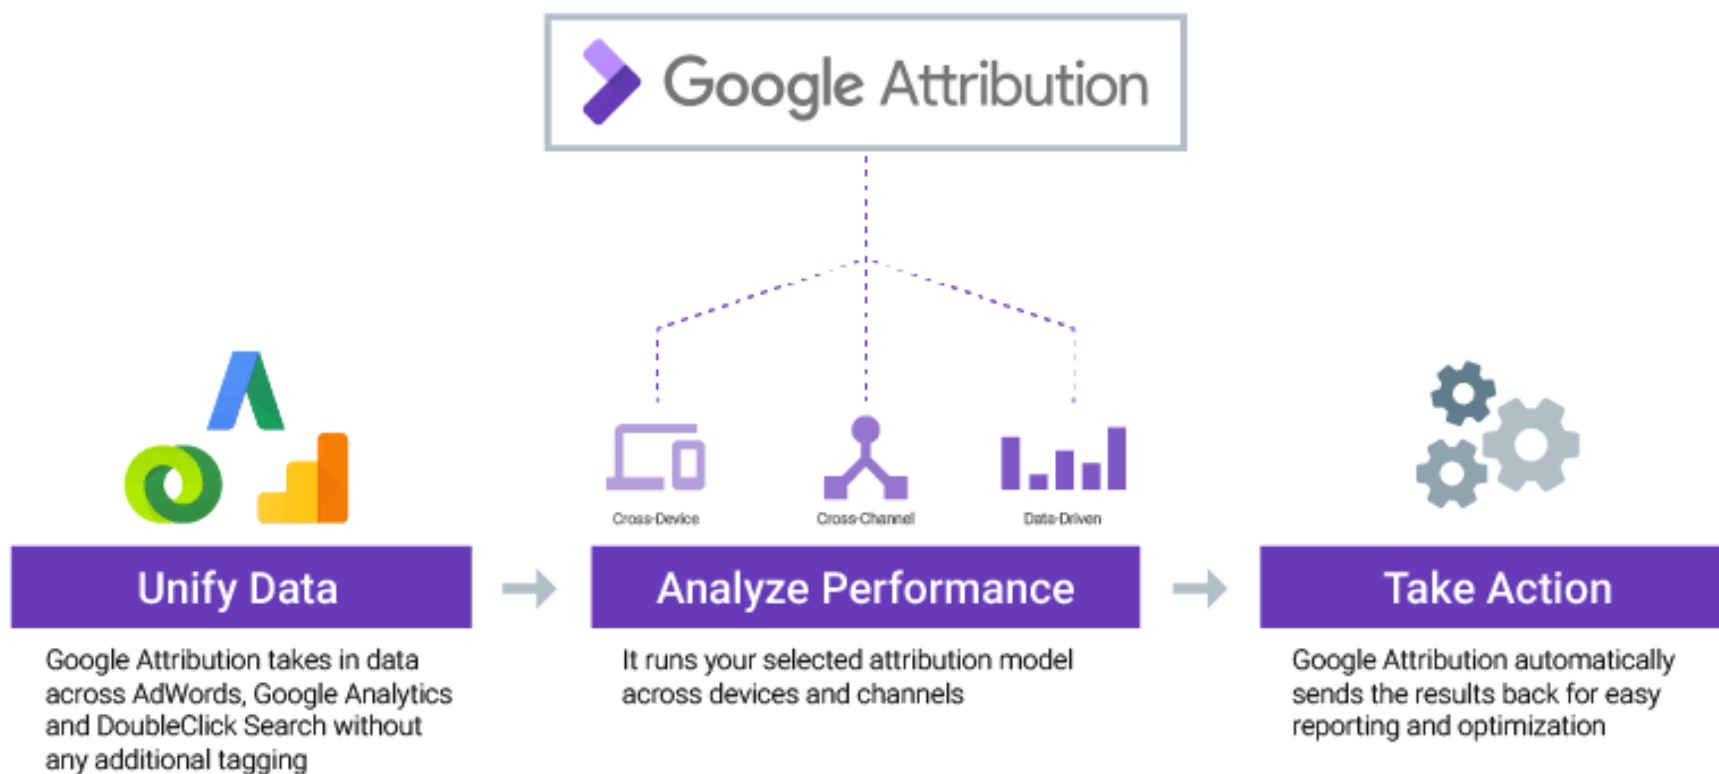 Google Attribution
Cross-Device
Cross-Channel
Data-Driven
Unify Data
Analyze Performance
Take Action
Google Attribution takes in data
across AdWords, Google Analytics
and DoubleClick Search without
any additional tagging
It runs your selected attribution model
across devices and channels
Google Attribution automatically
sends the results back for easy
reporting and optimization